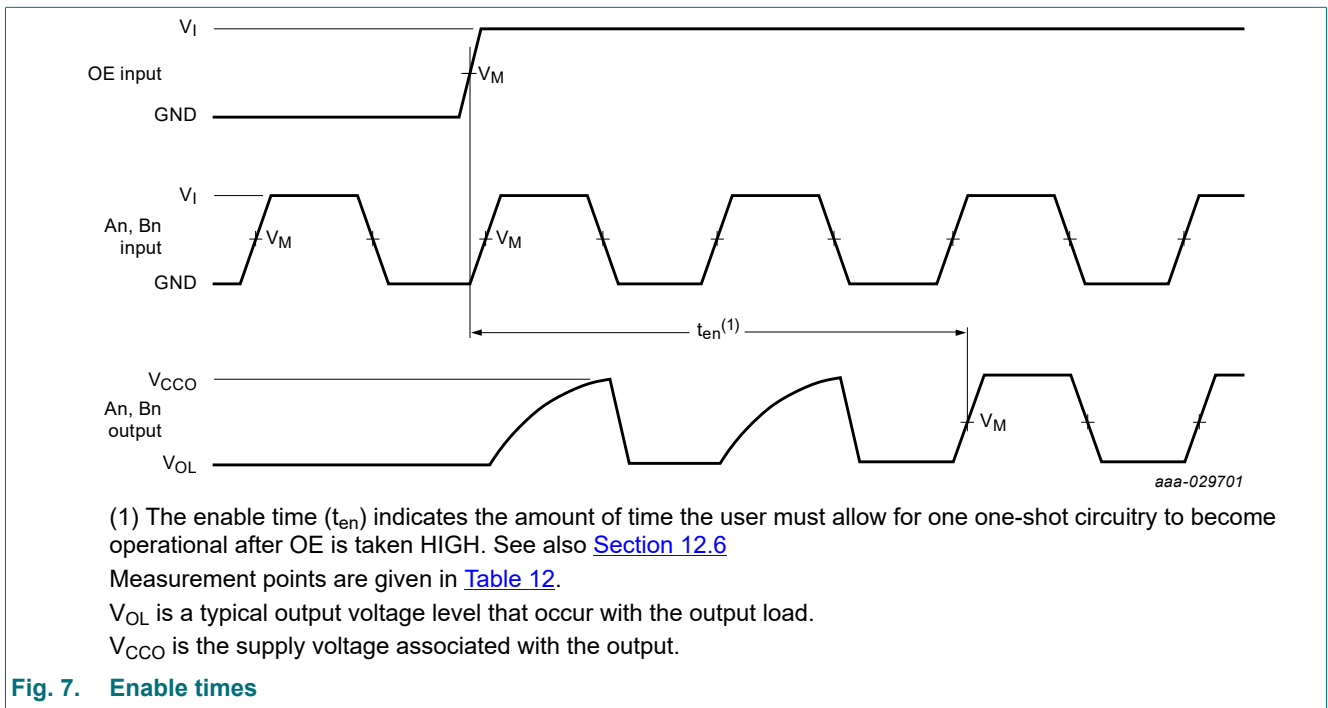 VI
OE input
VM
GND
VI
An, Bn
input
VM
VM
GND
ten(1)
VCCO
An, Bn
output
VM
VOL
aaa-029701
(1) The enable time (ten) indicates the amount of time the user must allow for one one-shot circuitry to become
operational after OE is taken HIGH. See also Section 12.6
Measurement points are given in Table 12.
VOL is a typical output voltage level that occur with the output load.
VCCO is the supply voltage associated with the output.
Fig. 7. Enable times